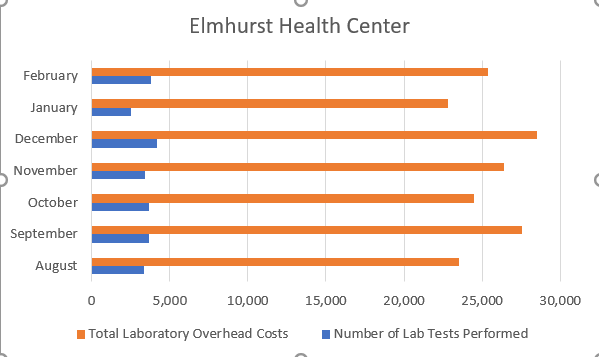 Elmhurst Health Center
February
January
December
November
October
September
August
0 5,000 10,000 15,000 20,000 25,000 30,000
Total Laboratory Overhead Costs Number of Lab Tests Performed